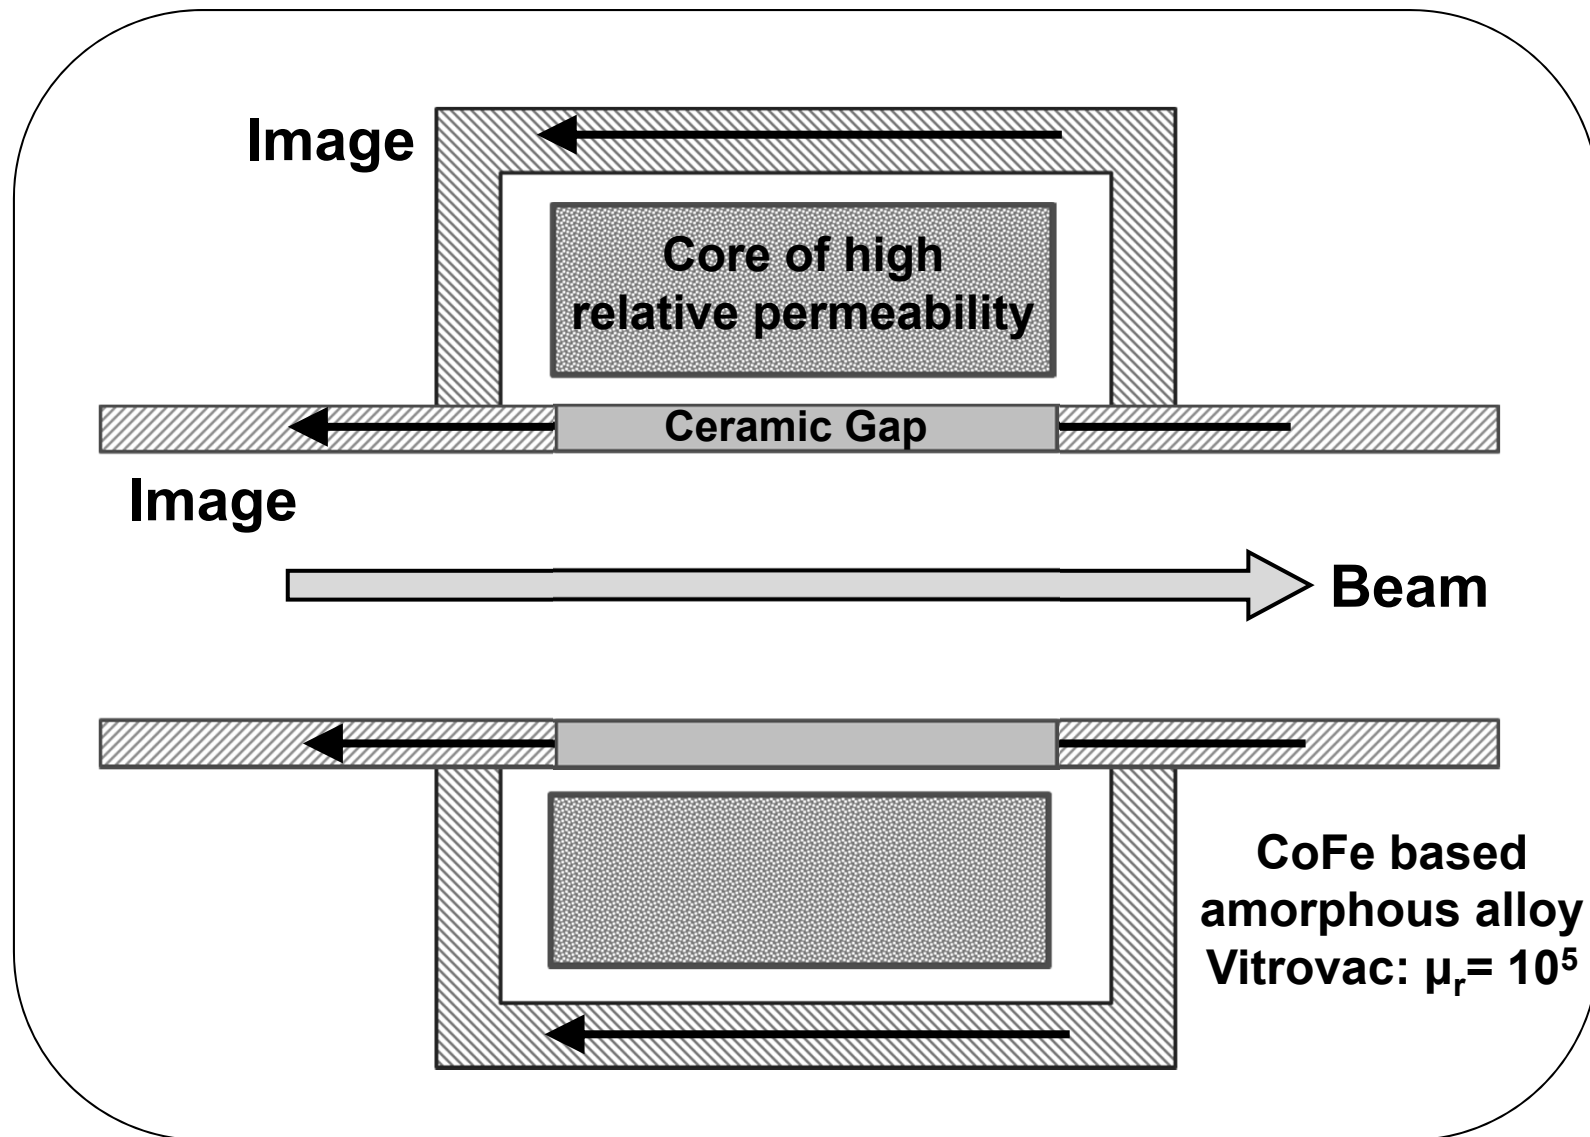 Image
Core of high
relative permeability
Ceramic Gap
Image
Beam
CoFe based
amorphous alloy
Vitrovac: μᵣ= 10⁵